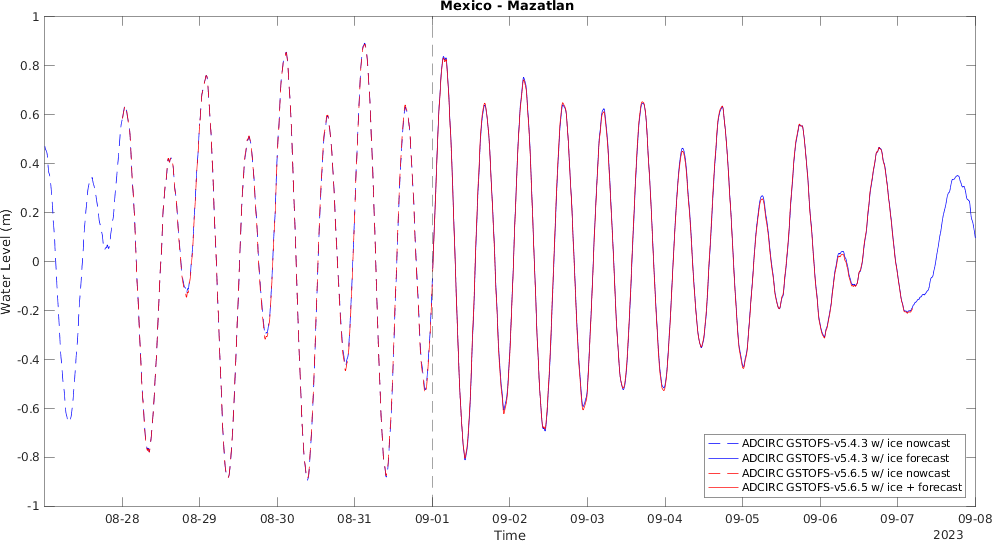 Mexico - Mazatlan
Water Level (m)
1
0.8
0.6
0.4
0.2
0
-0.2
-0.4
-0.6
-0.8
-1
ADCIRC GSTOFS-v5.4.3 w/ ice nowcast
ADCIRC GSTOFS-v5.4.3 w/ ice forecast
ADCIRC GSTOFS-v5.6.5 w/ ice nowcast
ADCIRC GSTOFS-v5.6.5 w/ ice + forecast
08-28 08-29 08-30 08-31 09-01 09-02 09-03 09-04 09-05 09-06 09-07 09-08
Time
2023